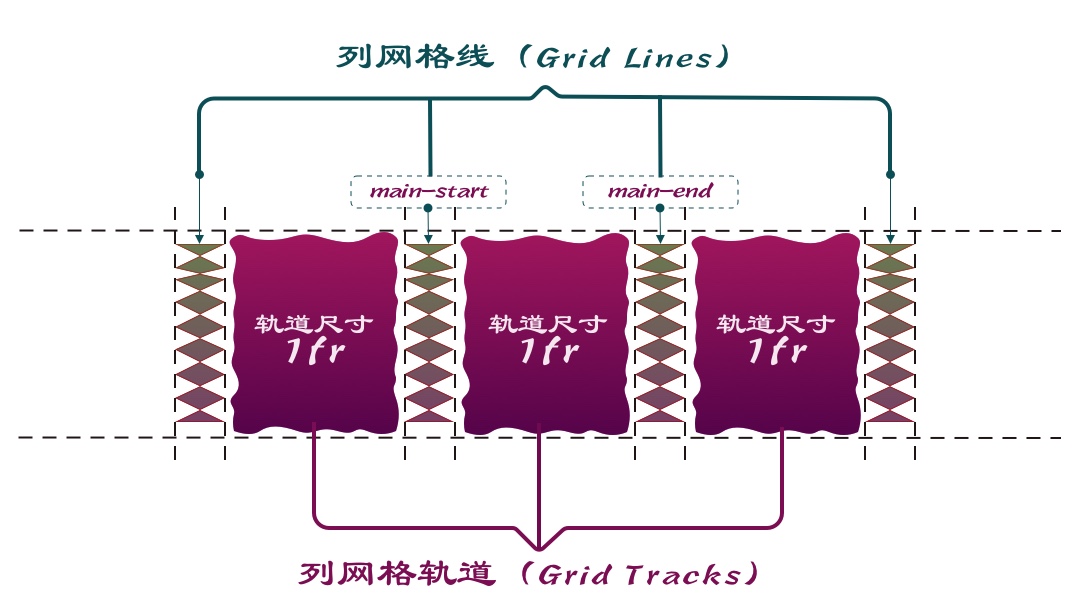 列网格线（Grid Lines）
main-start
main-end
轨道尺寸
1fr
轨道尺寸
1fr
轨道尺寸
1fr
列网格轨道（Grid Tracks）